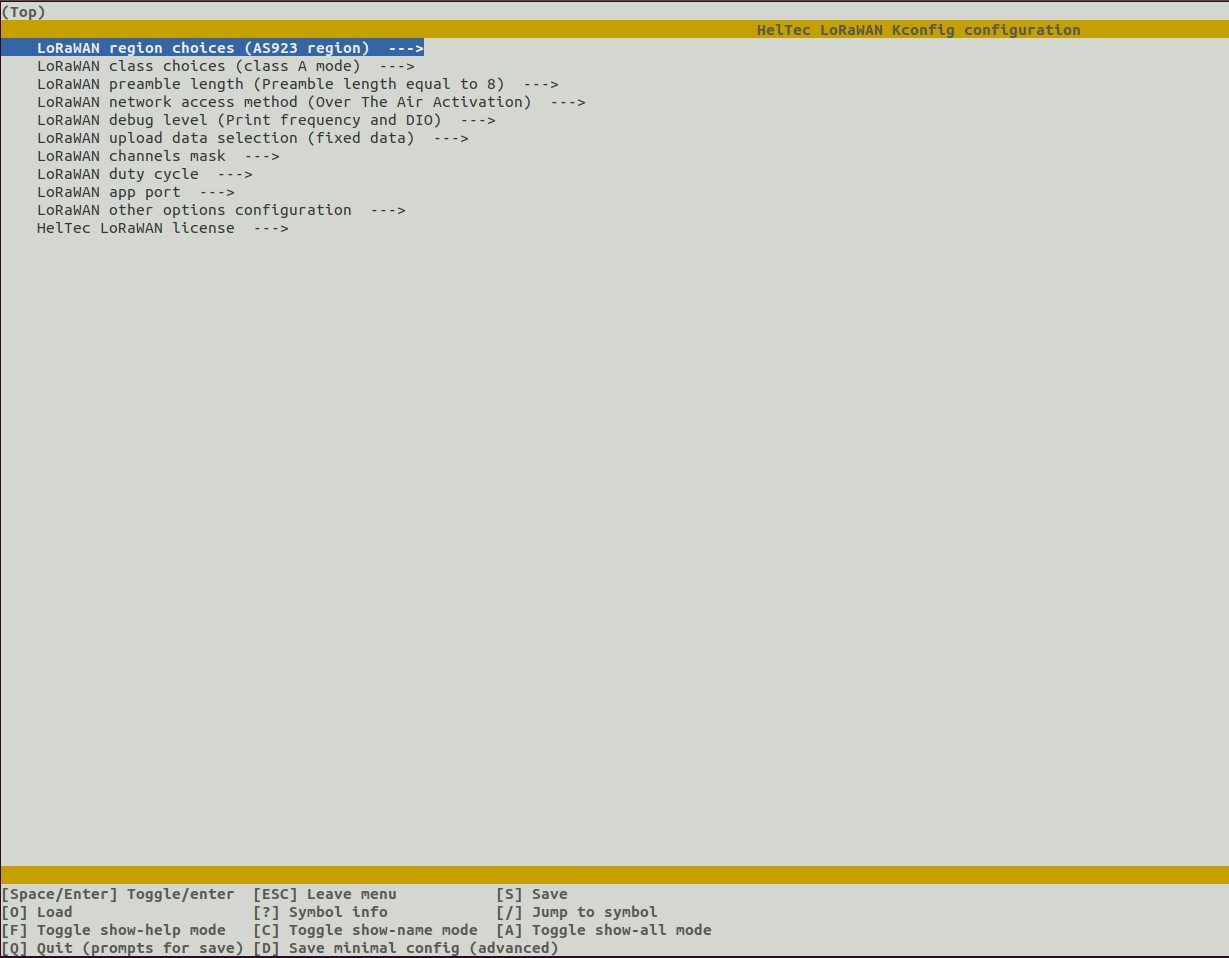 (Top)
HelTec LoRaWAN Kconfig configuration
LoRaWAN region choices (AS923 region)  --->
LoRaWAN class choices (class A mode)  --->
LoRaWAN preamble length (Preamble length equal to 8)  --->
LoRaWAN network access method (Over The Air Activation)  --->
LoRaWAN debug level (Print frequency and DIO)  --->
LoRaWAN upload data selection (fixed data)  --->
LoRaWAN channels mask  --->
LoRaWAN duty cycle  --->
LoRaWAN app port  --->
LoRaWAN other options configuration  --->
HelTec LoRaWAN license  --->
[Space/Enter] Toggle/enter  [ESC] Leave menu           [S] Save
[O] Load                    [?] Symbol info            [/] Jump to symbol
[F] Toggle show-help mode   [C] Toggle show-name mode  [A] Toggle show-all mode
[Q] Quit (prompts for save) [D] Save minimal config (advanced)